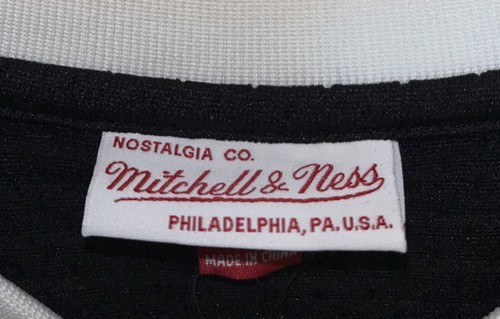 NOSTALGIA CO.
Mitchell & Ness
PHILADELPHIA, PA. U.S.A.
MADE IN CHINA